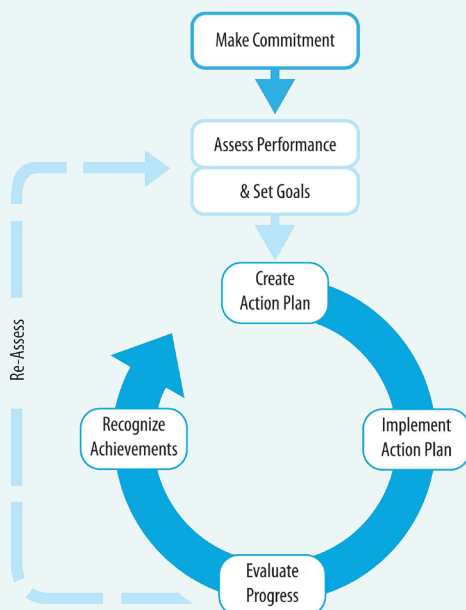 Make Commitment
Assess Performance
& Set Goals
Create
Action Plan
Re-Assess
Recognize
Achievements
Implement
Action Plan
Evaluate
Progress